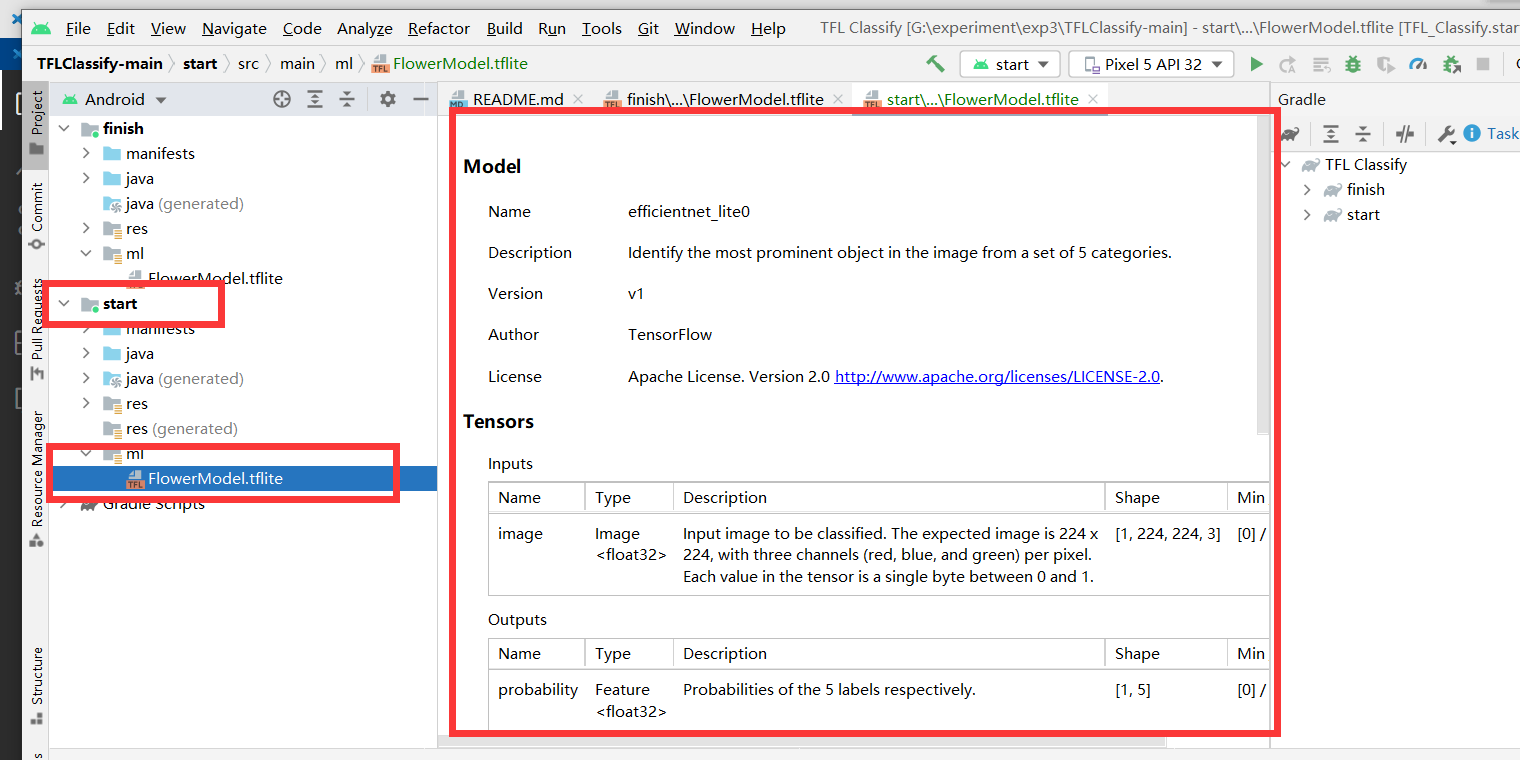 File Edit View Navigate Code Analyze Refactor Build Run Tools Git Window Help TFL Classify [G:\experiment\exp3\TFLClassify-main] - start\...\FlowerModel.tflite [TFL_Classify.start
TFLClassify-main start src main ml FlowerModel.tflite start Pixel 5 API 32
Project
Commit
Pull Requests
Resource Manager
Structure
Android
finish
manifests
java
java (generated)
res
ml
FlowerModel.tflite
start
manifests
java
java (generated)
res
res (generated)
ml
FlowerModel.tflite
Gradle Scripts
README.md finish\...\FlowerModel.tflite start\...\FlowerModel.tflite
Model
Name efficientnet_lite0
Description Identify the most prominent object in the image from a set of 5 categories.
Version v1
Author TensorFlow
License Apache License. Version 2.0 http://www.apache.org/licenses/LICENSE-2.0.
Tensors
Inputs
Name Type Description Shape Min
image Image Input image to be classified. The expected image is 224 x [1, 224, 224, 3] [0] /
<float32> 224, with three channels (red, blue, and green) per pixel.
Each value in the tensor is a single byte between 0 and 1.
Outputs
Name Type Description Shape Min
probability Feature Probabilities of the 5 labels respectively. [1, 5] [0] /
<float32>
Gradle
Task
TFL Classify
finish
start